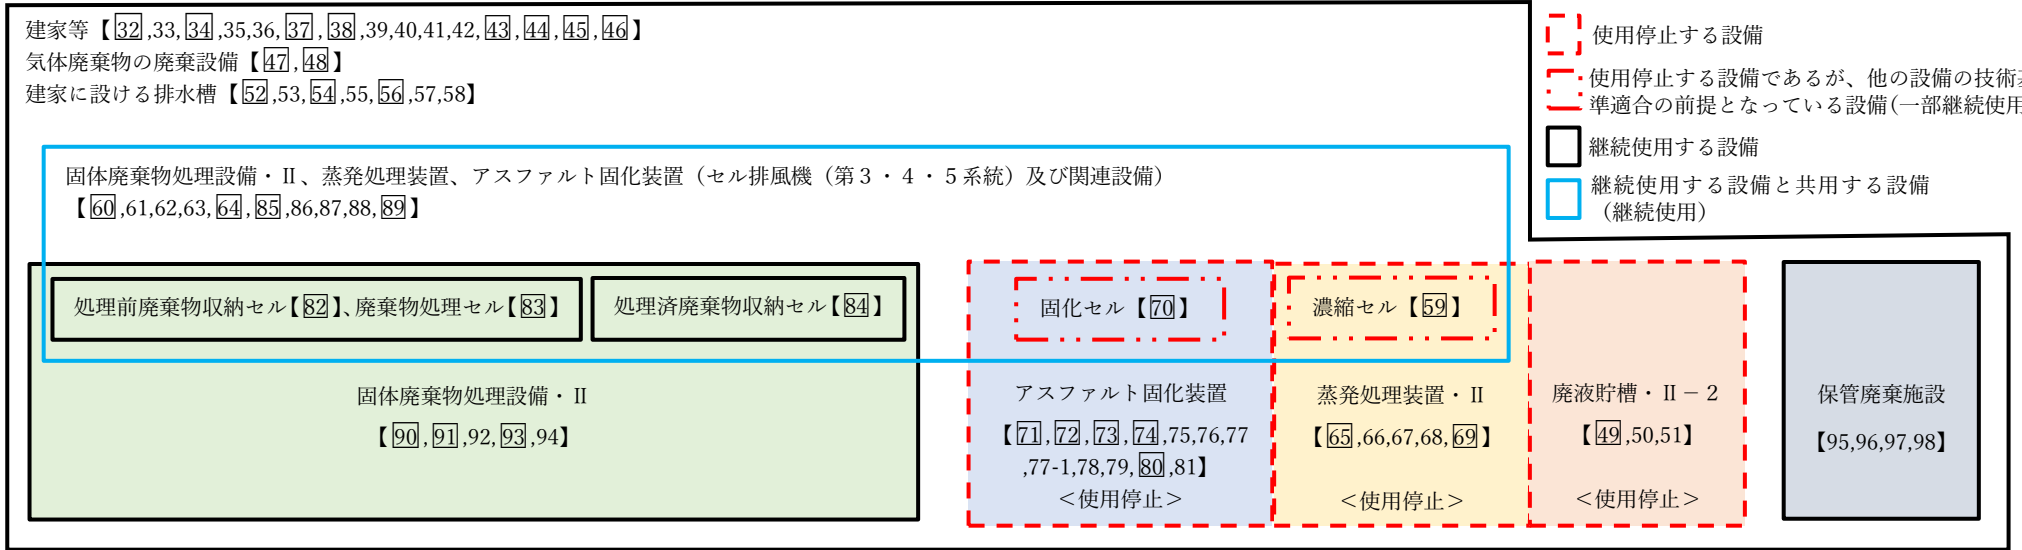 建家等【32,33,34,35,36,37,38,39,40,41,42,43,44,45,46】
気体廃棄物の廃棄設備【47,48】
建家に設ける排水槽【52,53,54,55,56,57,58】
使用停止する設備
使用停止する設備であるが、他の設備の技術基
準適合の前提となっている設備(一部継続使用
継続使用する設備
継続使用する設備と共用する設備
（継続使用）
固体廃棄物処理設備・Ⅱ、蒸発処理装置、アスファルト固化装置（セル排風機（第３・４・５系統）及び関連設備）
【60,61,62,63,64,85,86,87,88,89】
処理前廃棄物収納セル【82】、廃棄物処理セル【83】
処理済廃棄物収納セル【84】
固体廃棄物処理設備・Ⅱ
【90,91,92,93,94】
固化セル【70】
アスファルト固化装置
【71,72,73,74,75,76,77
,77-1,78,79,80,81】
＜使用停止＞
濃縮セル【59】
蒸発処理装置・Ⅱ
【65,66,67,68,69】
＜使用停止＞
廃液貯槽・Ⅱ－２
【49,50,51】
＜使用停止＞
保管廃棄施設
【95,96,97,98】